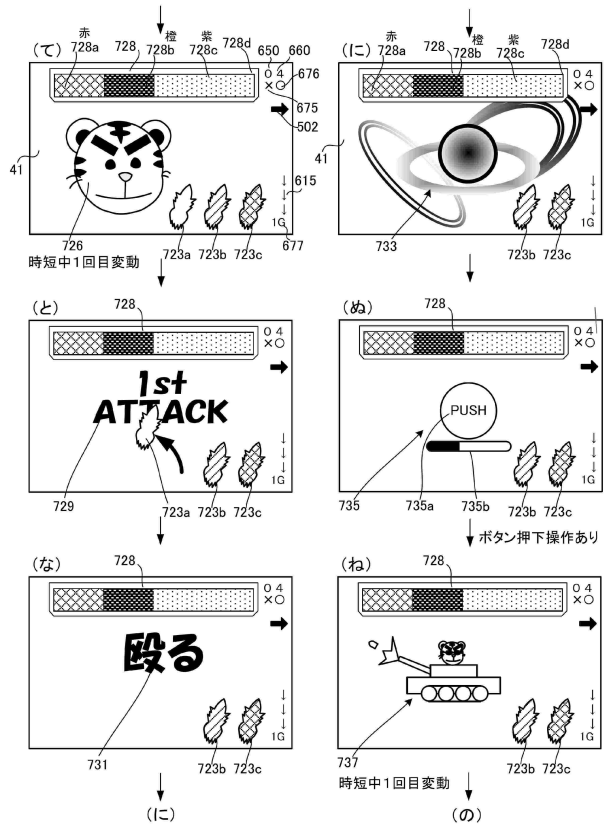 (て)
赤 橙 紫
728a 728 728b 728c 728d
650 660
0 4
×○
676
675
502
41
615
↓
↓
↓
1G
726
723a 723b 723c 677
時短中1回目変動
(と)
728
0 4
×○
1st
ATTACK
↓
↓
↓
1G
729 723a 723b 723c
(な)
728
0 4
×○
殴る
↓
↓
↓
1G
731 723b 723c
(に)
(に)
赤 橙 紫
728a 728 728b 728c 728d
0 4
×○
41
↓
↓
↓
1G
733 723b 723c
(ぬ)
728
0 4
×○
PUSH
↓
↓
↓
1G
735 735a 735b 723b 723c
ボタン押下操作あり
(ね)
728
0 4
×○
↓
↓
↓
1G
737 723b 723c
時短中1回目変動
(の)